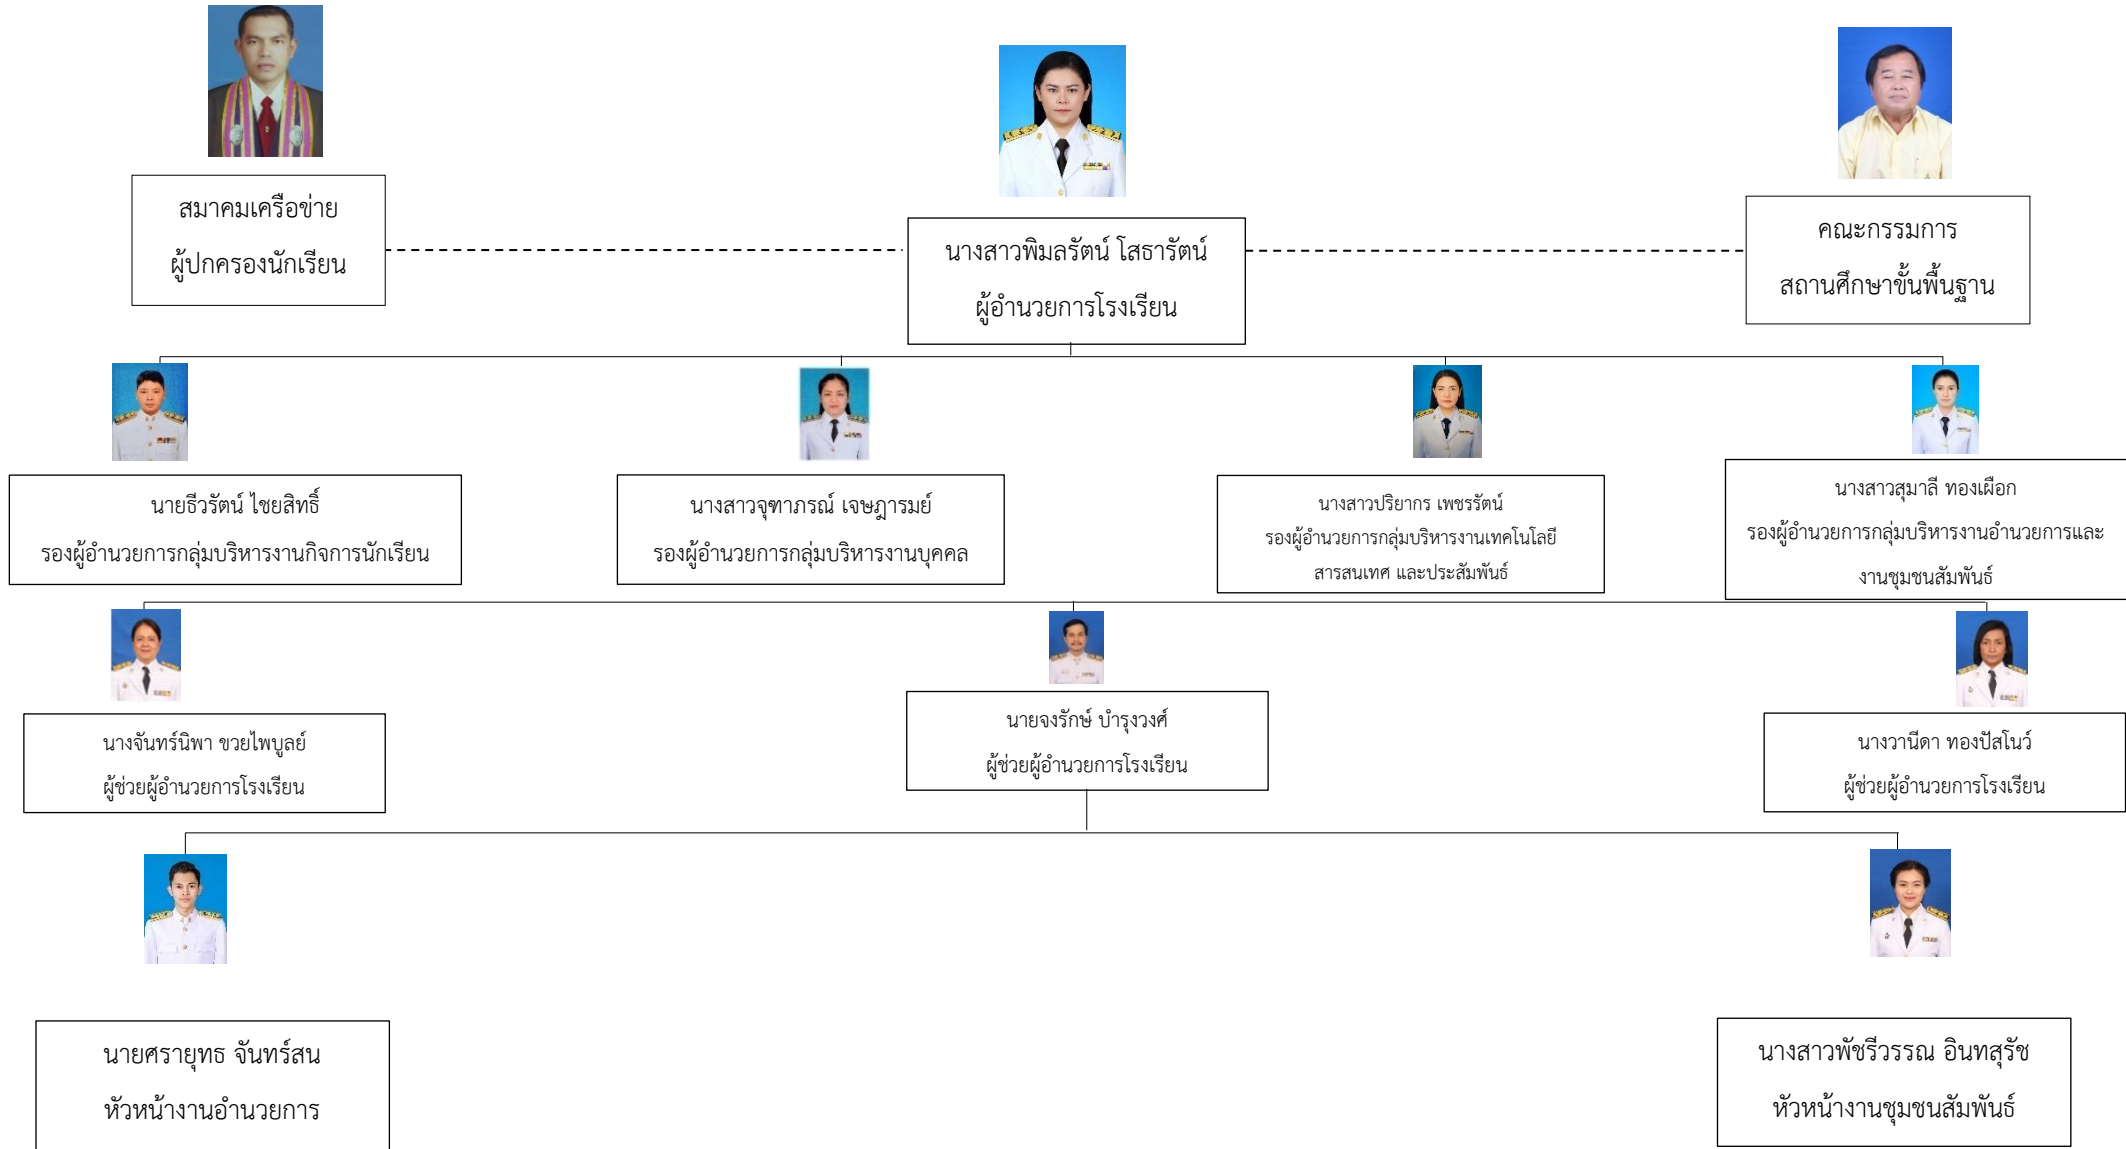 สมาคมเครือข่าย
ผู้ปกครองนักเรียน
นางสาวพิมลรัตน์ โสธารัตน์
ผู้อำนวยการโรงเรียน
คณะกรรมการ
สถานศึกษาขั้นพื้นฐาน
นายธีวรัตน์ ไชยสิทธิ์
รองผู้อำนวยการกลุ่มบริหารงานกิจการนักเรียน
นางสาวจุฑาภรณ์ เจษฎารมย์
รองผู้อำนวยการกลุ่มบริหารงานบุคคล
นางสาวปริยากร เพชรรัตน์
รองผู้อำนวยการกลุ่มบริหารงานเทคโนโลยี
สารสนเทศ และประสัมพันธ์
นางสาวสุมาลี ทองเผือก
รองผู้อำนวยการกลุ่มบริหารงานอำนวยการและ
งานชุมชนสัมพันธ์
นางจันทร์นิพา ขวยไพบูลย์
ผู้ช่วยผู้อำนวยการโรงเรียน
นายจงรักษ์ บำรุงวงศ์
ผู้ช่วยผู้อำนวยการโรงเรียน
นางวานีดา ทองปัสโนว์
ผู้ช่วยผู้อำนวยการโรงเรียน
นายศรายุทธ จันทร์สน
หัวหน้างานอำนวยการ
นางสาวพัชรีวรรณ อินทสุรัช
หัวหน้างานชุมชนสัมพันธ์